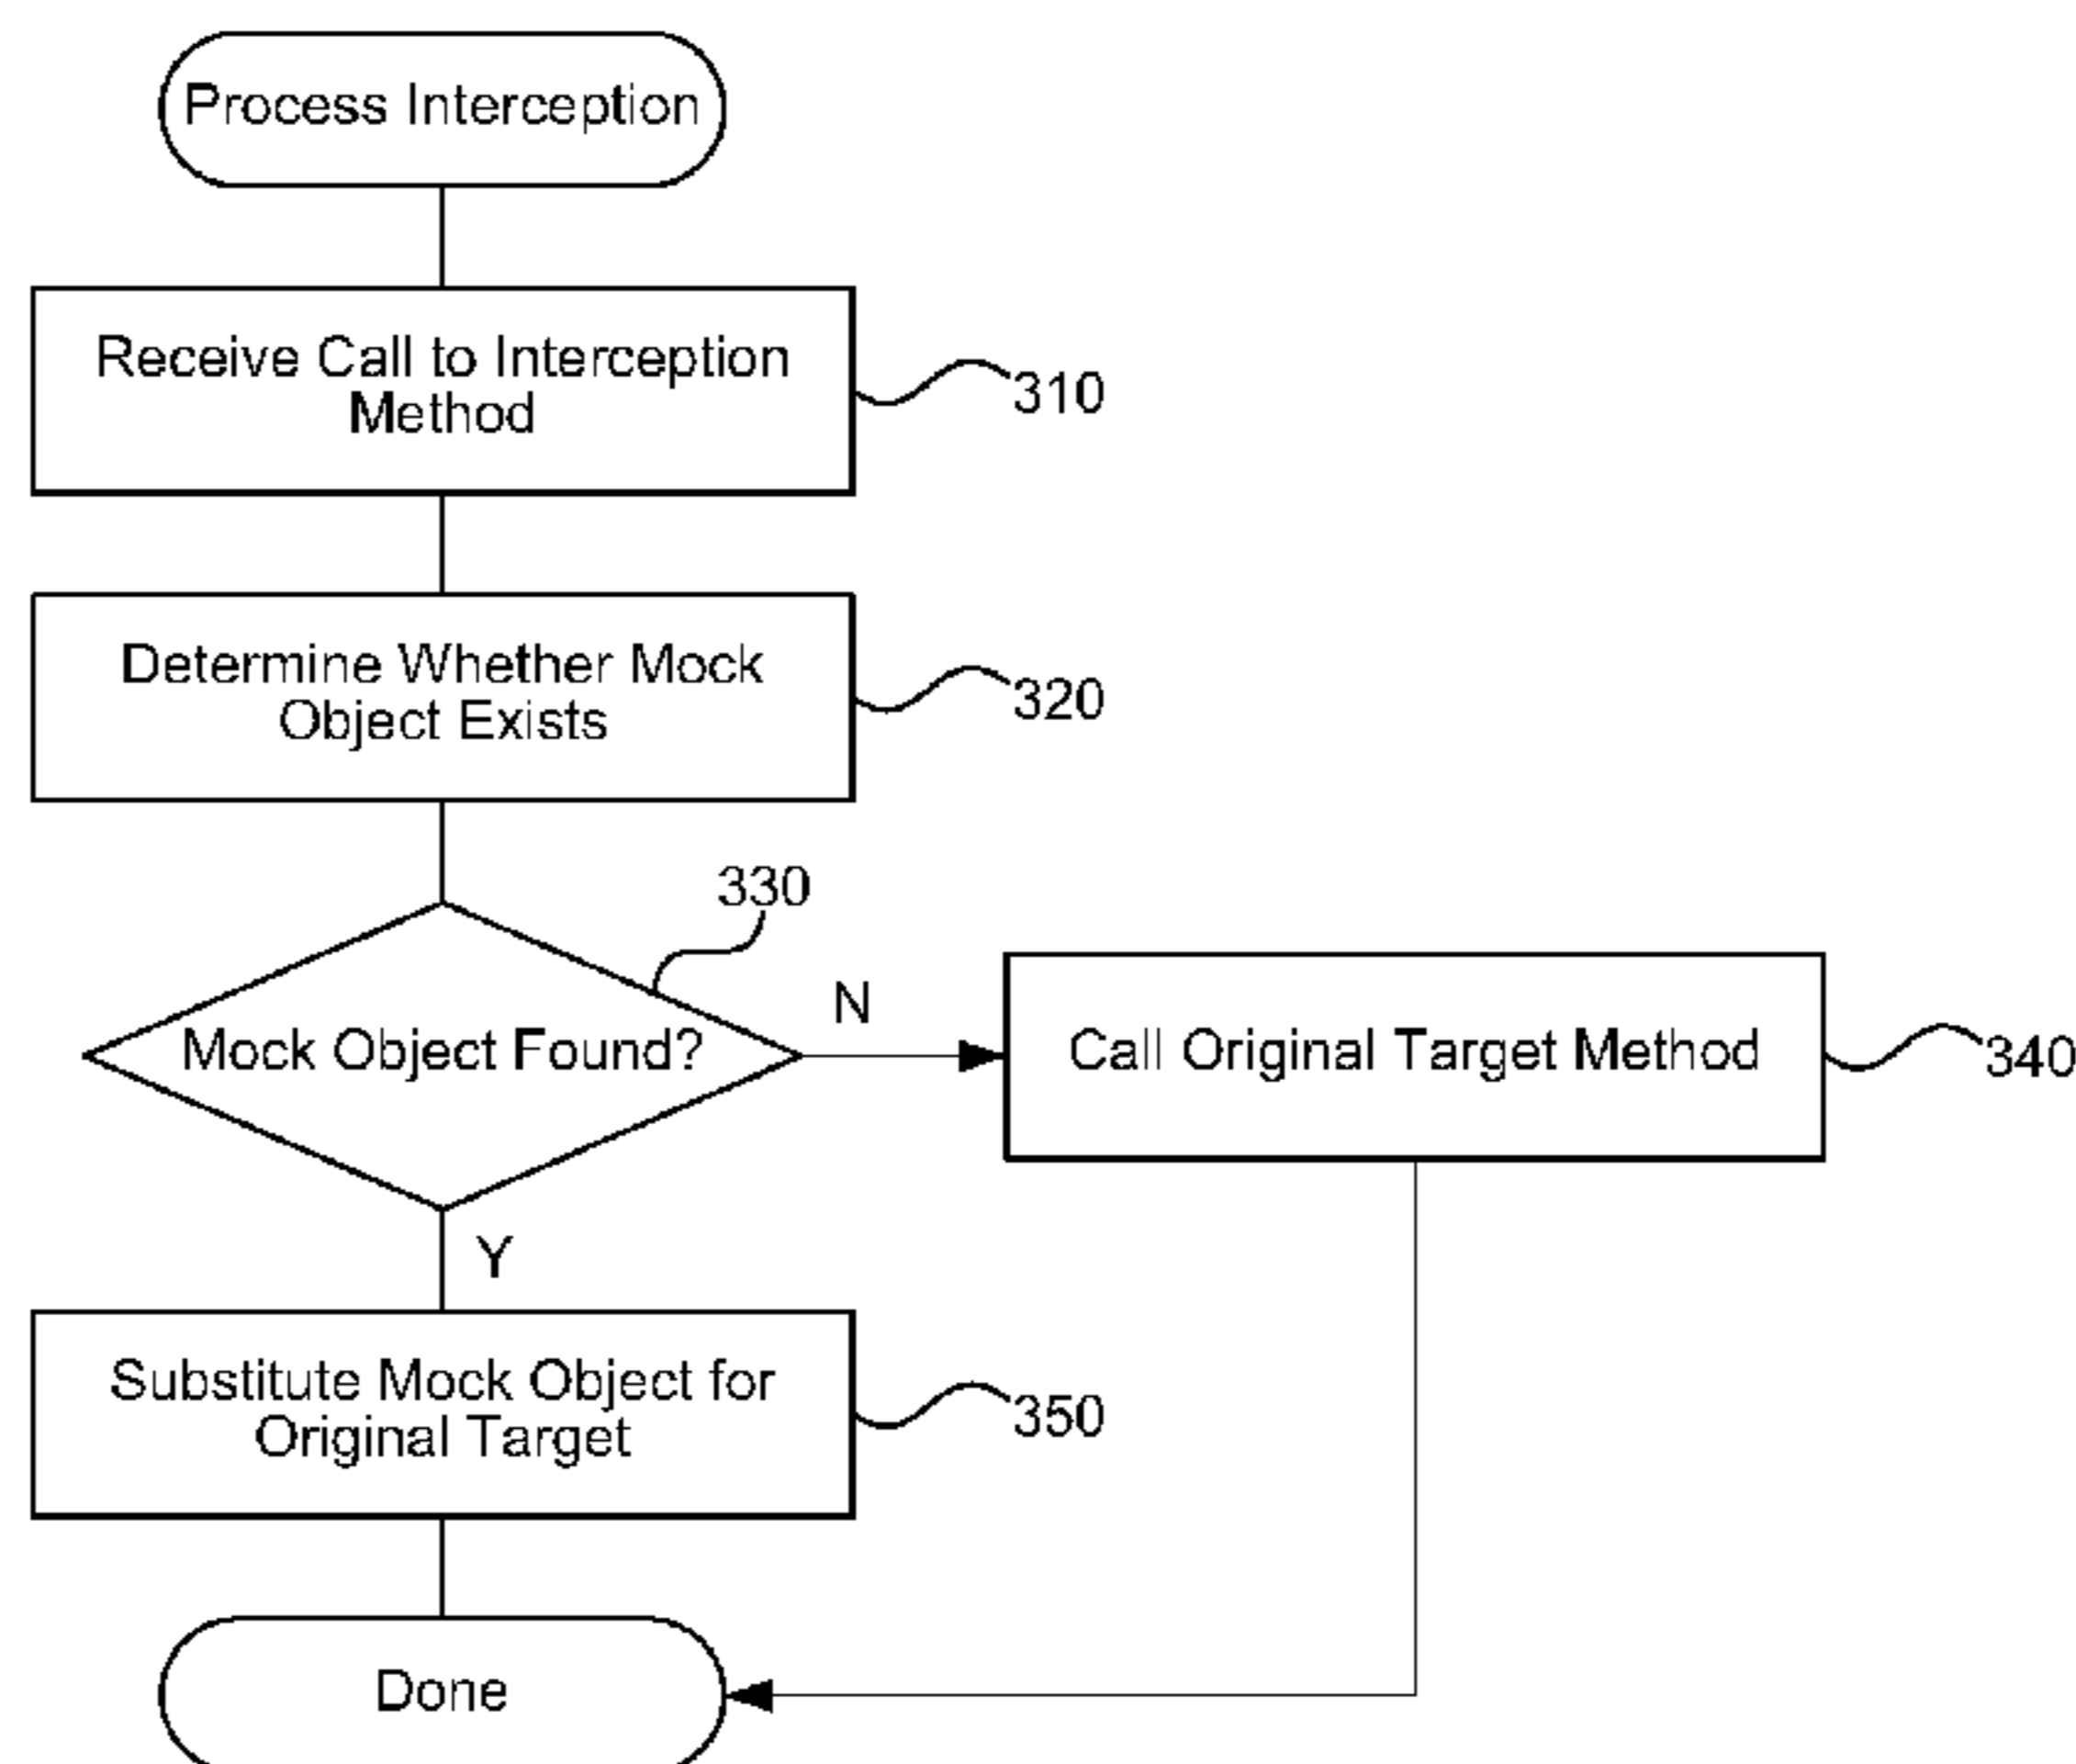 Process Interception
Receive Call to Interception
Method
310
Determine Whether Mock
Object Exists
320
330
Mock Object Found?
N
Call Original Target Method
340
Y
Substitute Mock Object for
Original Target
350
Done